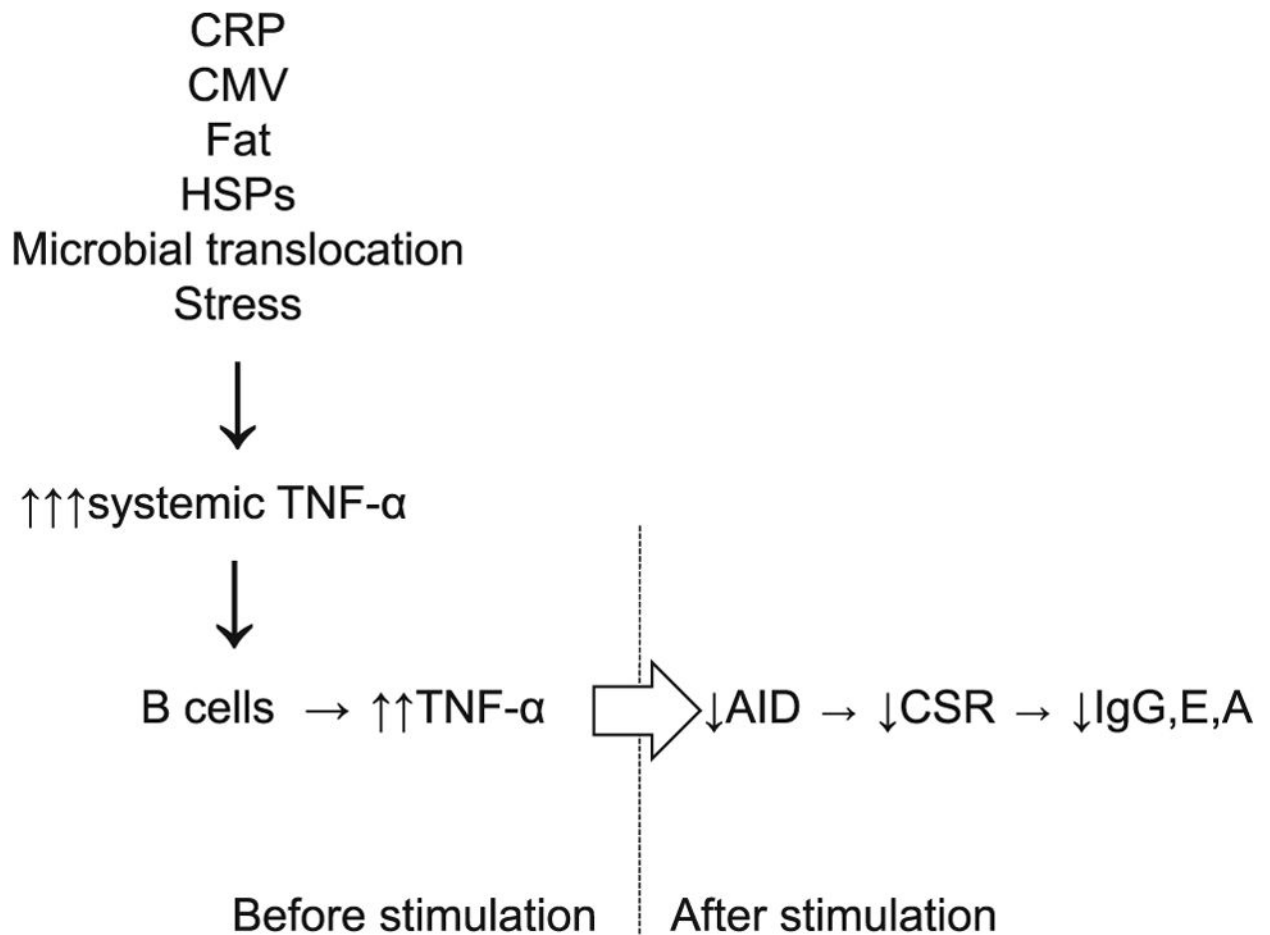 CRP
CMV
Fat
HSPs
Microbial translocation
Stress
↑↑↑systemic TNF-α
B cells → ↑↑TNF-α ↓AID → ↓CSR → ↓IgG,E,A
Before stimulation After stimulation